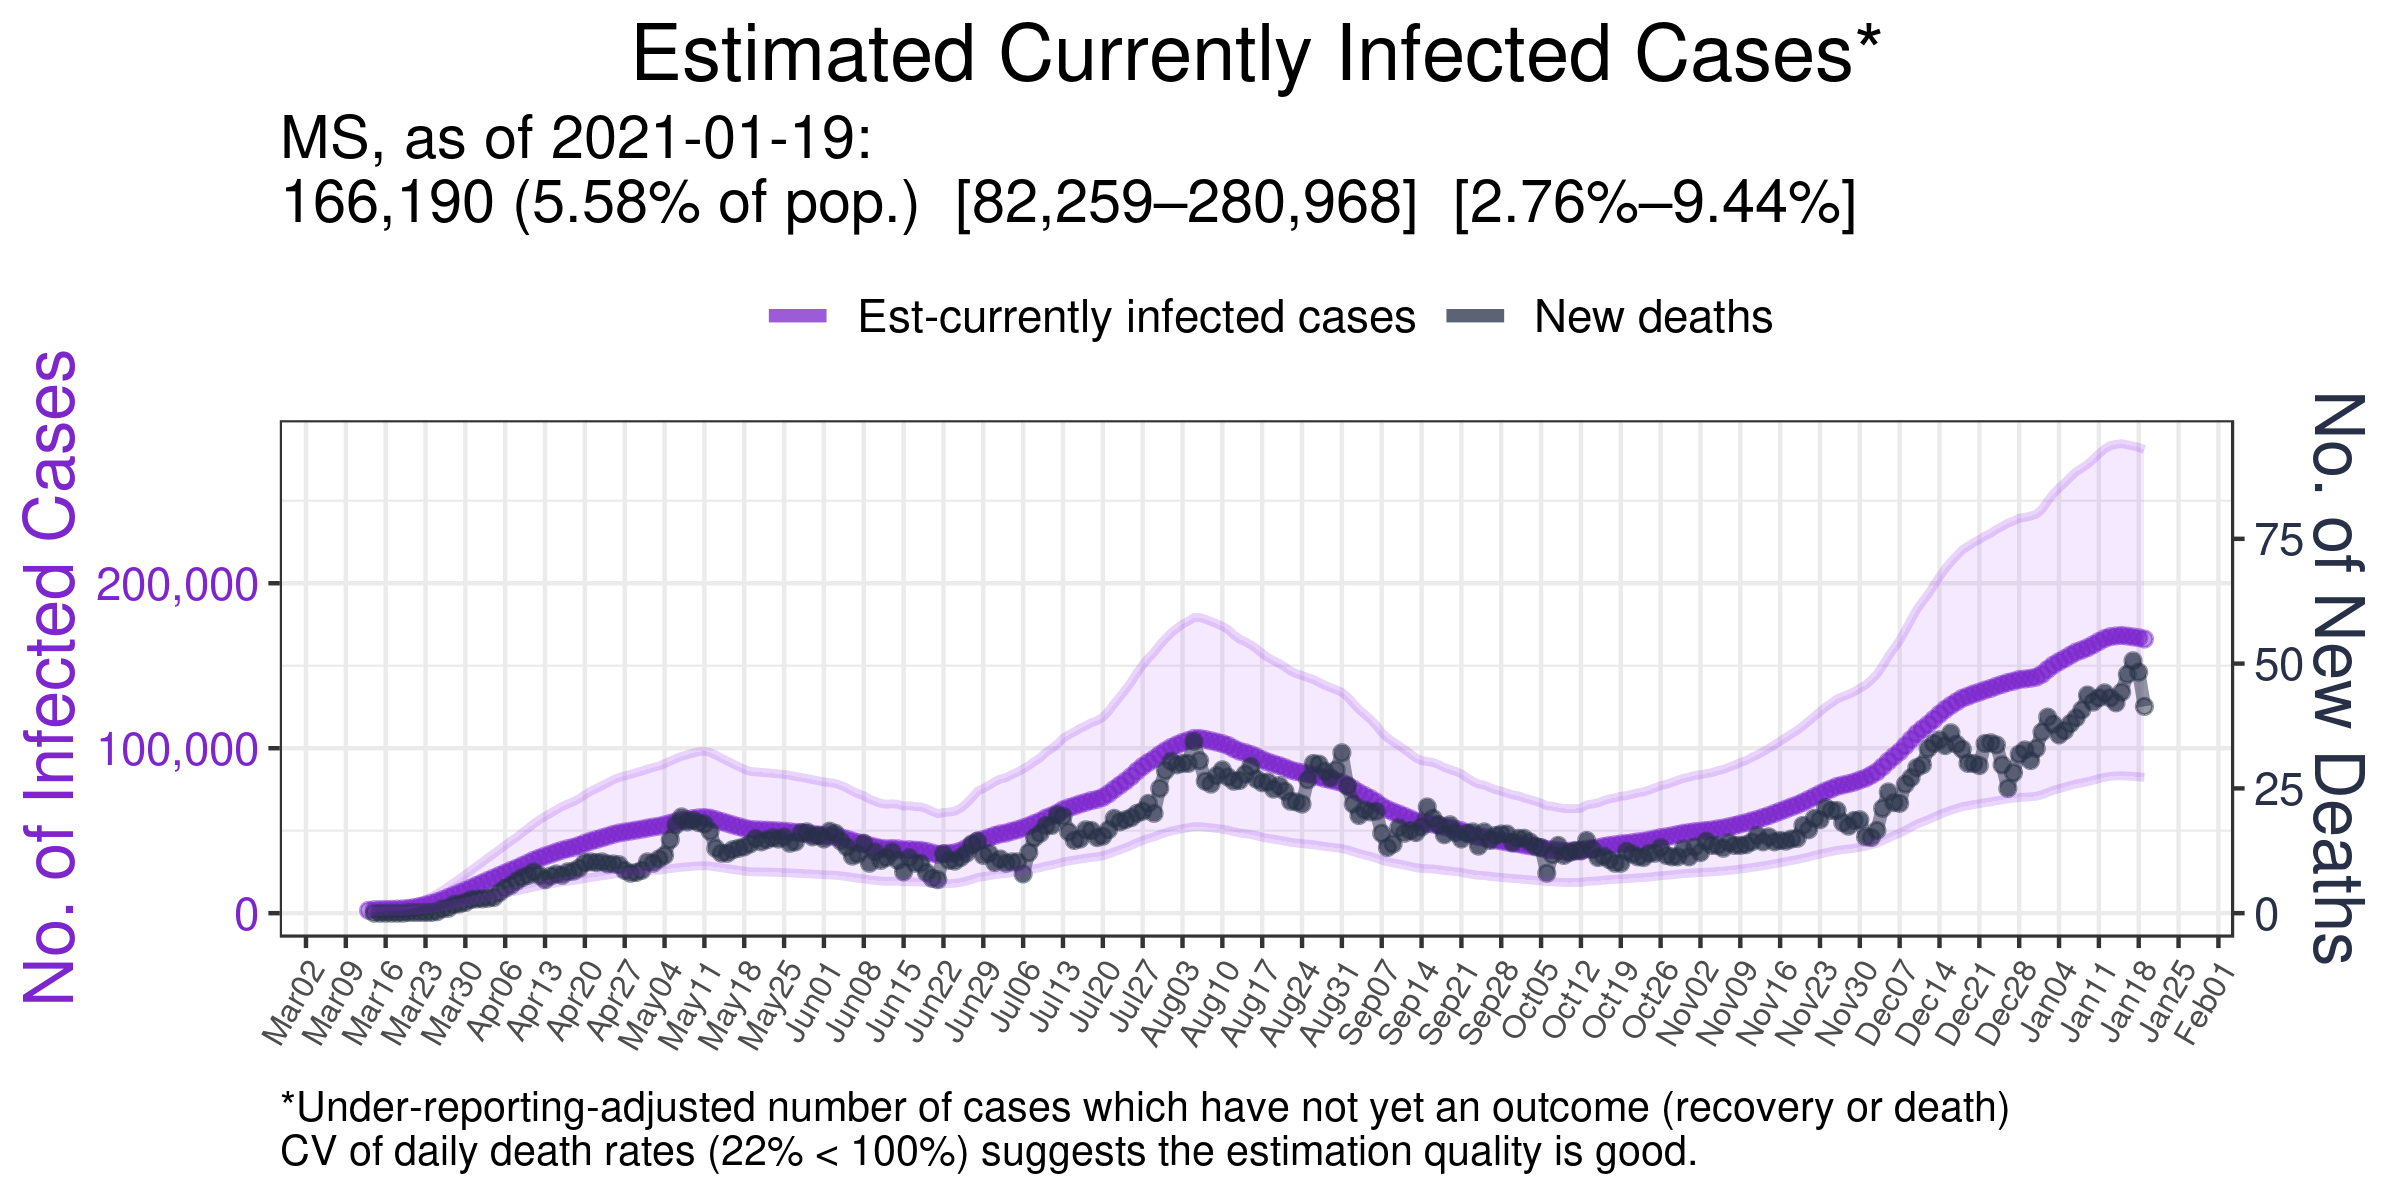 Estimated Currently Infected Cases*
MS, as of 2021-01-19:
166,190 (5.58% of pop.)  [82,259–280,968]  [2.76%–9.44%]
Est-currently infected cases
New deaths
No. of Infected Cases
200,000
100,000
0
No. of New Deaths
75
50
25
0
Mar02
Mar09
Mar16
Mar23
Mar30
Apr06
Apr13
Apr20
Apr27
May04
May11
May18
May25
Jun01
Jun08
Jun15
Jun22
Jun29
Jul06
Jul13
Jul20
Jul27
Aug03
Aug10
Aug17
Aug24
Aug31
Sep07
Sep14
Sep21
Sep28
Oct05
Oct12
Oct19
Oct26
Nov02
Nov09
Nov16
Nov23
Nov30
Dec07
Dec14
Dec21
Dec28
Jan04
Jan11
Jan18
Jan25
Feb01
*Under-reporting-adjusted number of cases which have not yet an outcome (recovery or death)
CV of daily death rates (22% < 100%) suggests the estimation quality is good.